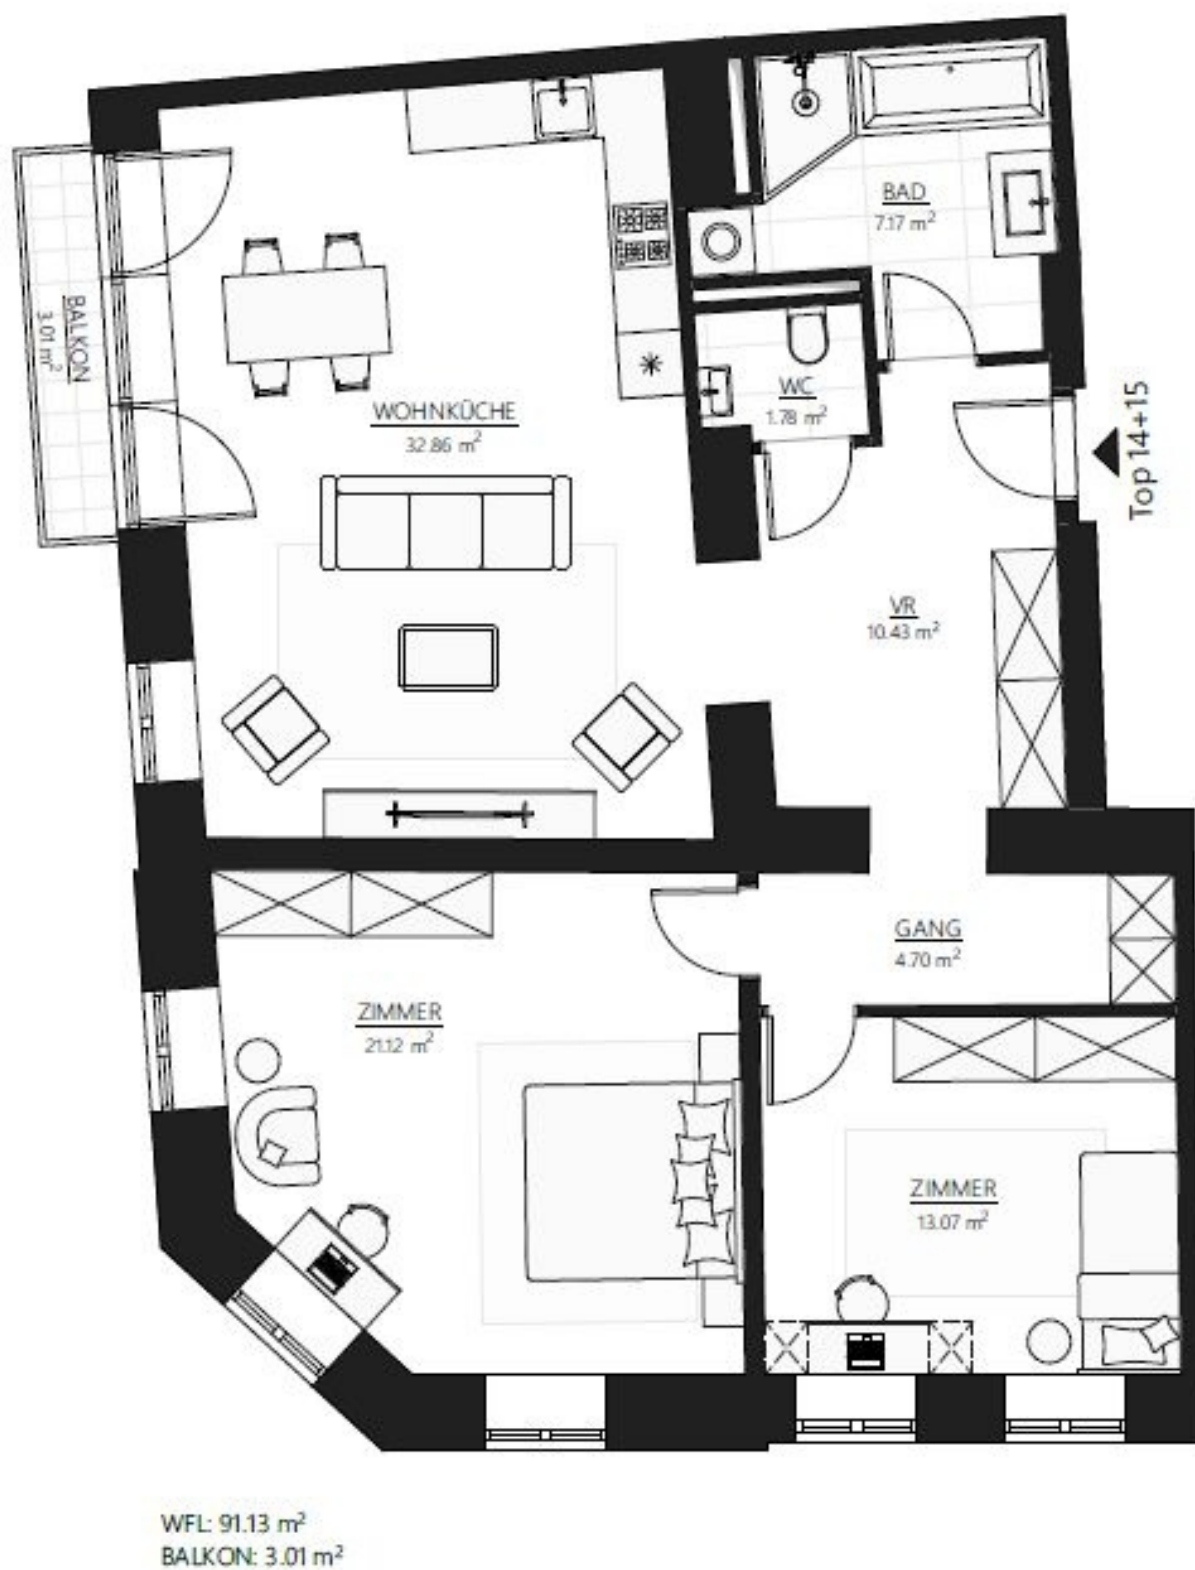 BAD
7.17 m²
BALKON
3.01 m²
WC
1.78 m²
WOHNKÜCHE
32.86 m²
Top 14+15
VR
10.43 m²
GANG
4.70 m²
ZIMMER
21.12 m²
ZIMMER
13.07 m²
WFL: 91.13 m²
BALKON: 3.01 m²